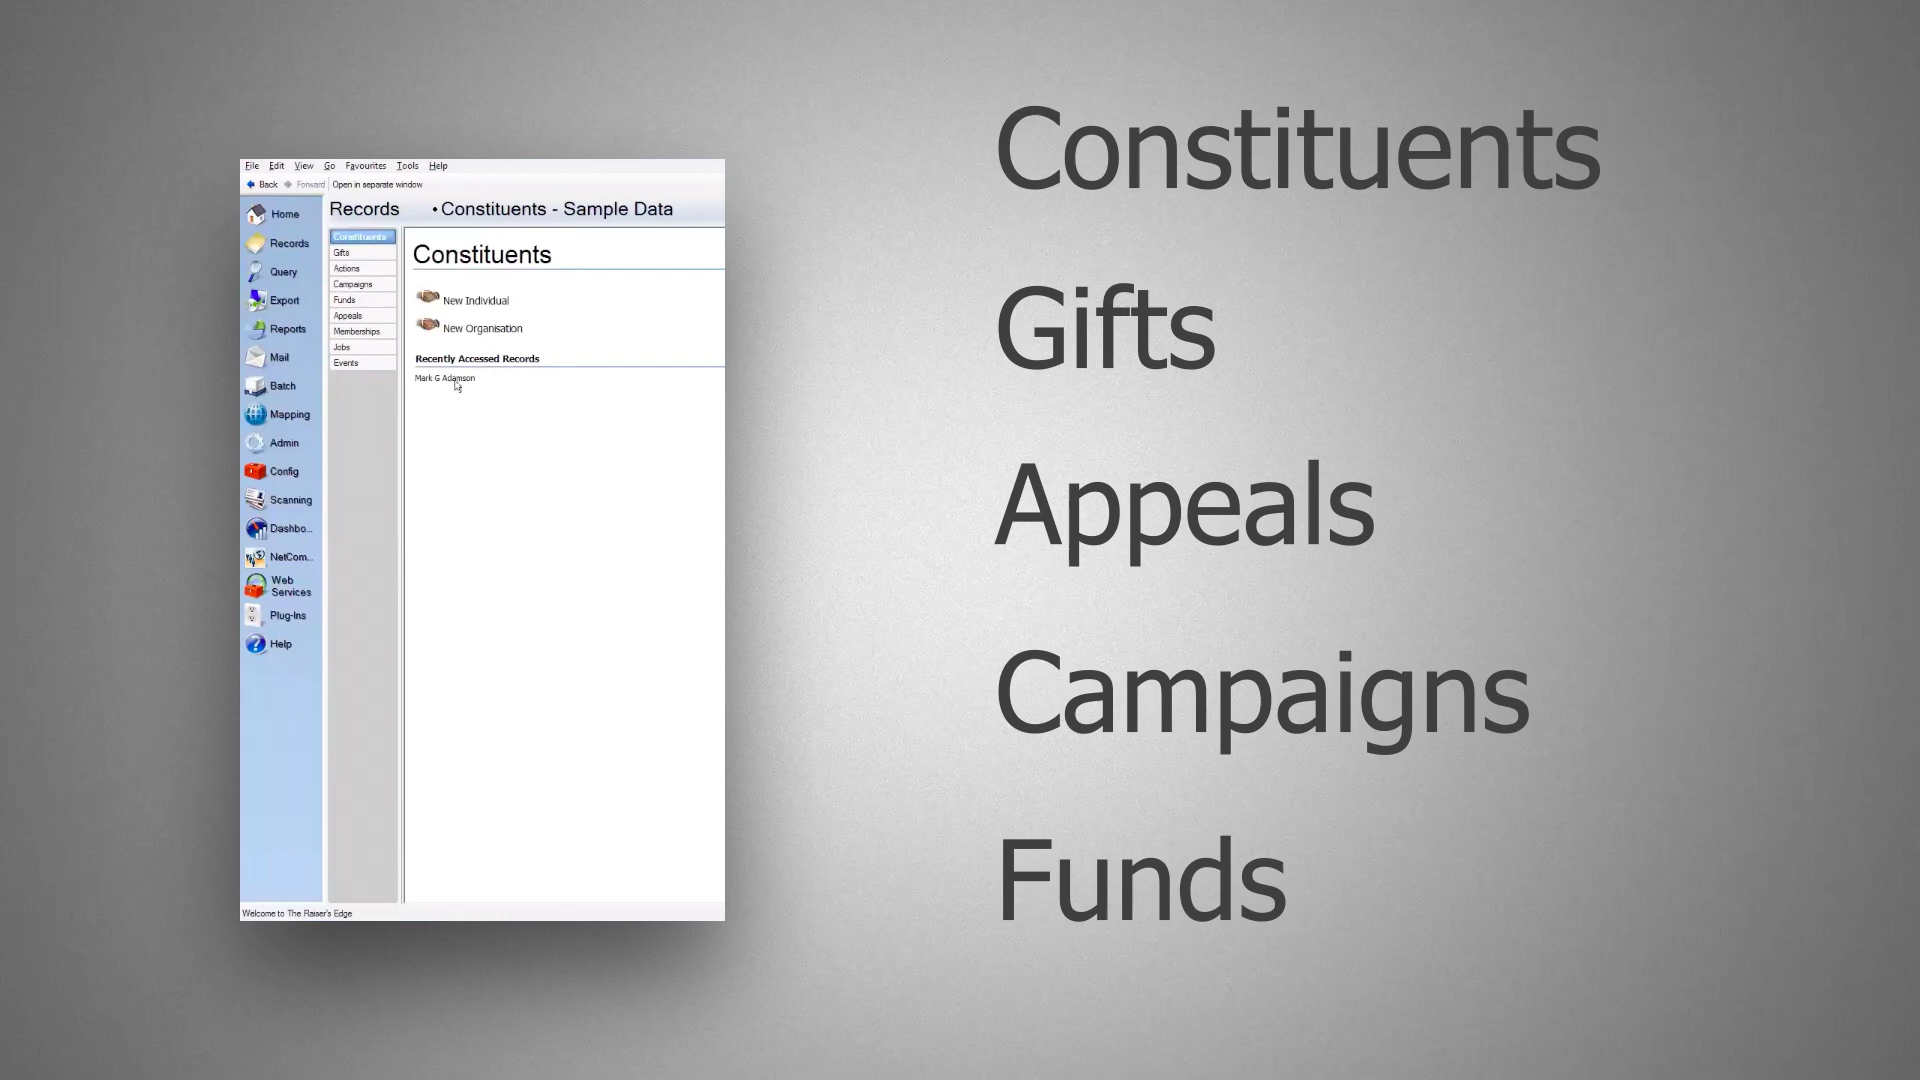 File Edit View Go Favourites Tools Help
Back Forward Open in separate window
Home
Records
Query
Export
Reports
Mail
Batch
Mapping
Admin
Config
Scanning
Dashbo...
NetCom...
Web
Services
Plug-Ins
Help
Records • Constituents - Sample Data
Constituents
Gifts
Actions
Campaigns
Funds
Appeals
Memberships
Jobs
Events
Constituents
New Individual
New Organisation
Recently Accessed Records
Mark G Adamson
Welcome to The Raiser's Edge
Constituents
Gifts
Appeals
Campaigns
Funds